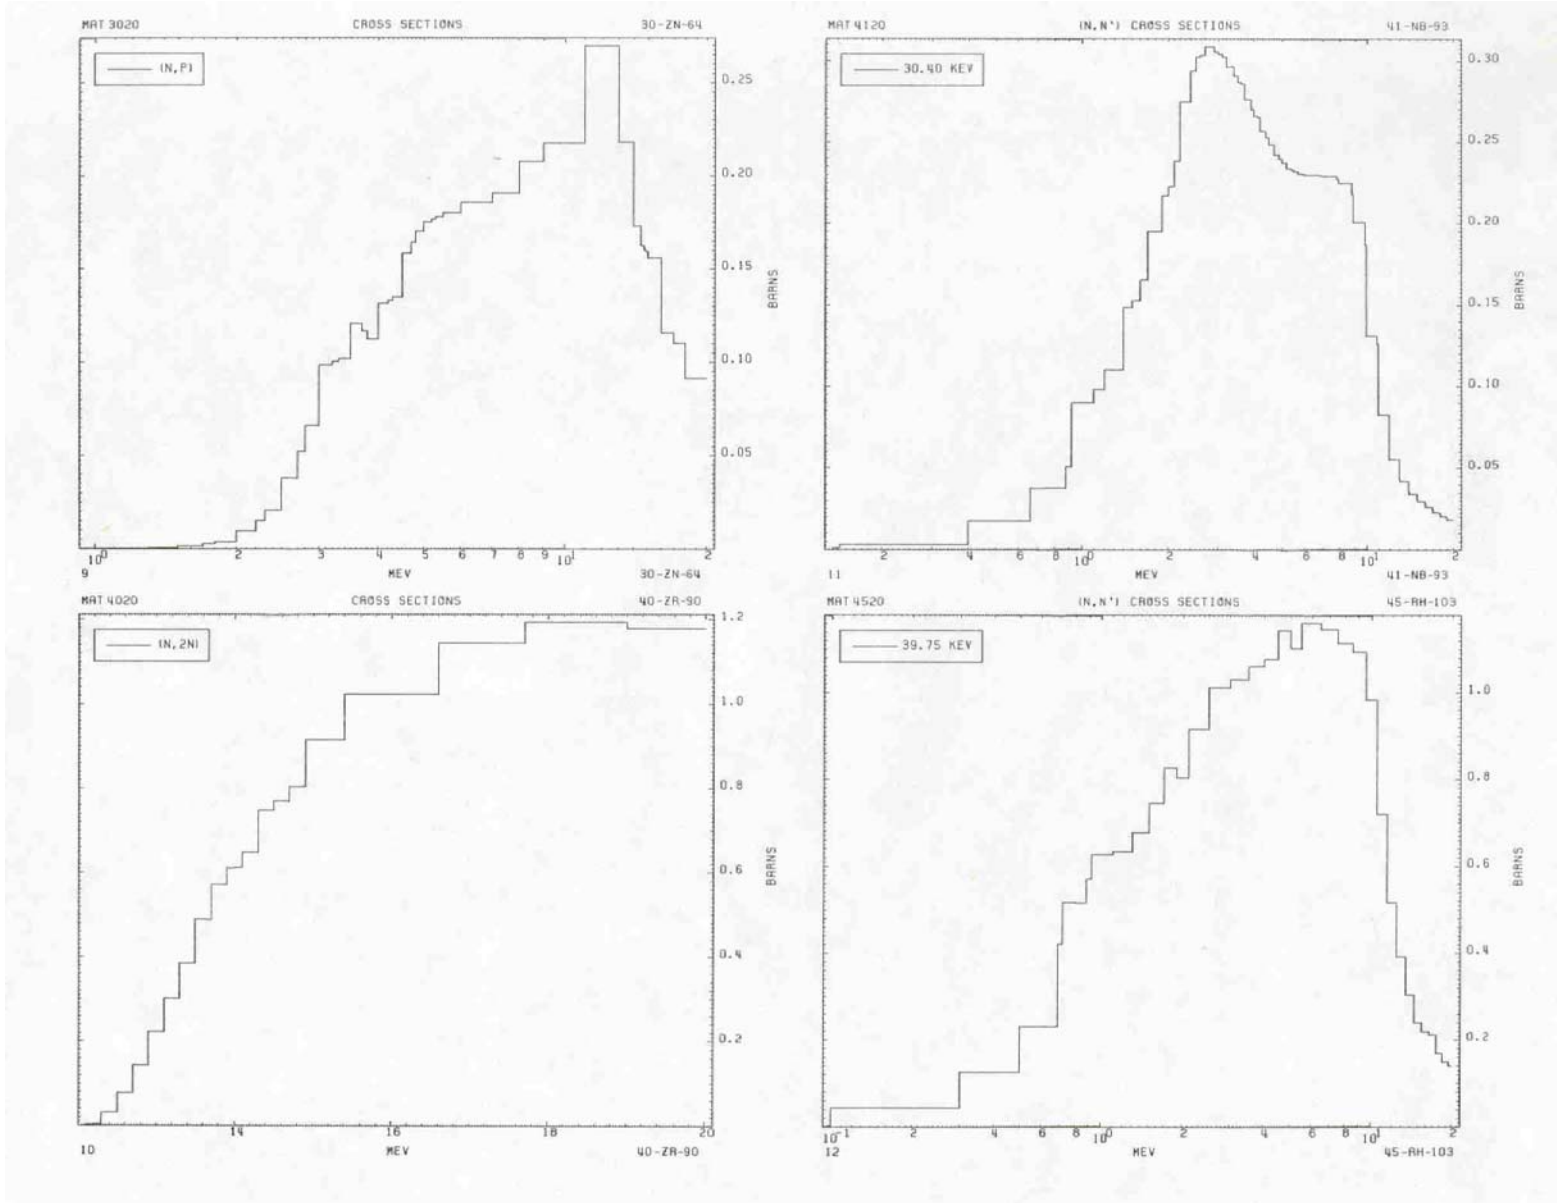 MAT 3020 CROSS SECTIONS 30-ZN-64
(N,P)
0.25
0.20
0.15
0.10
0.05
BARNS
10⁰ 2 3 4 5 6 7 8 9 10¹ 2
9 MEV 30-ZN-64
MAT 4120 (N,N') CROSS SECTIONS 41-NB-93
30.40 KEV
0.30
0.25
0.20
0.15
0.10
0.05
BARNS
2 4 6 8 10⁰ 2 4 6 8 10¹ 2
11 MEV 41-NB-93
MAT 4020 CROSS SECTIONS 40-ZR-90
(N,2N)
1.2
1.0
0.8
0.6
0.4
0.2
BARNS
14 16 18 20
10 MEV 40-ZR-90
MAT 4520 (N,N') CROSS SECTIONS 45-RH-103
39.75 KEV
1.0
0.8
0.6
0.4
0.2
BARNS
10⁻¹ 2 4 6 8 10⁰ 2 4 6 8 10¹ 2
12 MEV 45-RH-103